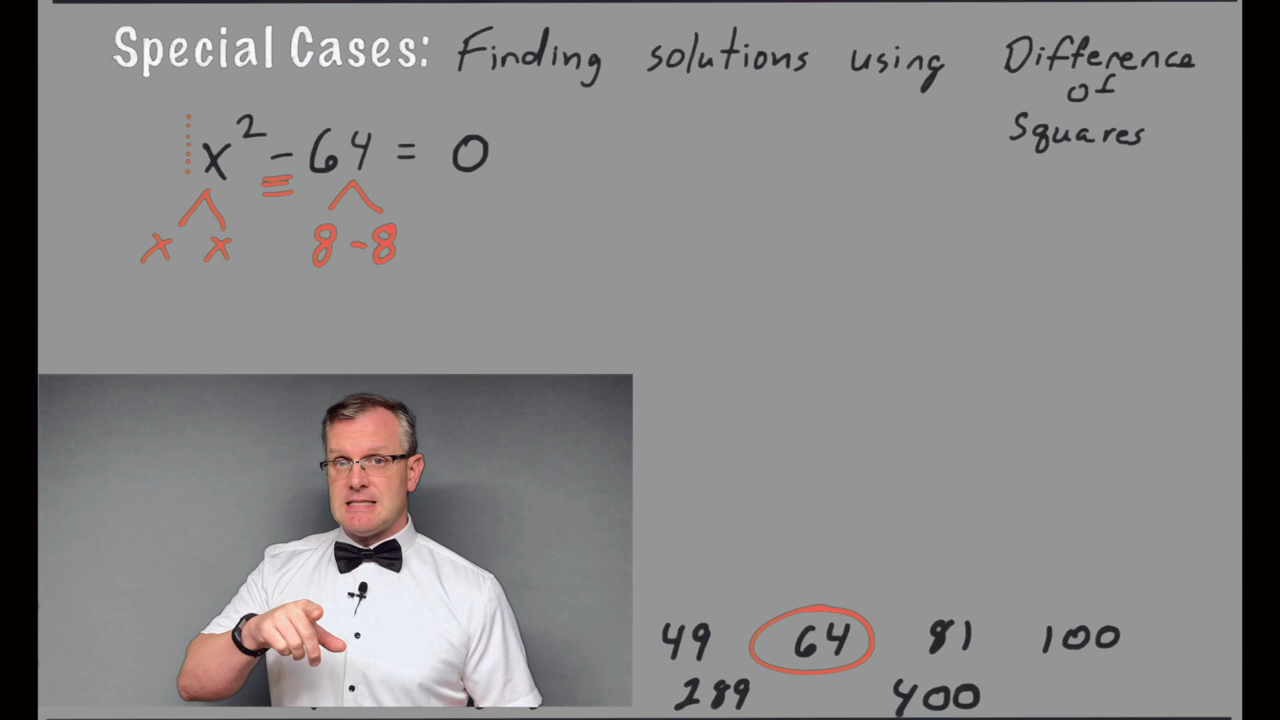 Special Cases: Finding solutions using Difference
of
Squares
x² - 64 = 0
x x 8 -8
49 64 81 100
289 400